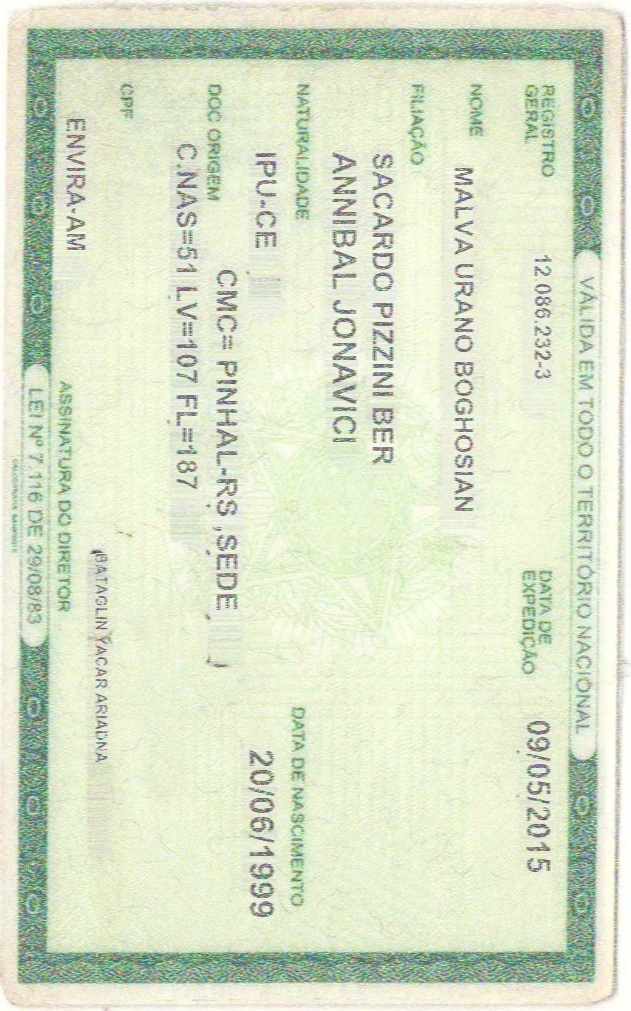 VÁLIDA EM TODO O TERRITÓRIO NACIONAL
REGISTRO GERAL 12.086.232-3 DATA DE EXPEDIÇÃO 09/05/2015
NOME MALVA URANO BOGHOSIAN
FILIAÇÃO
SACARDO PIZZINI BER
ANNIBAL JONAVICI
NATURALIDADE DATA DE NASCIMENTO
IPU-CE 20/06/1999
DOC ORIGEM CMC= PINHAL-RS ,SEDE )
C.NAS=51 LV=107 FL=187
CPF
BATAGLIN YACAR ARIADNA
ENVIRA-AM
ASSINATURA DO DIRETOR
LEI Nº 7.116 DE 29/08/83